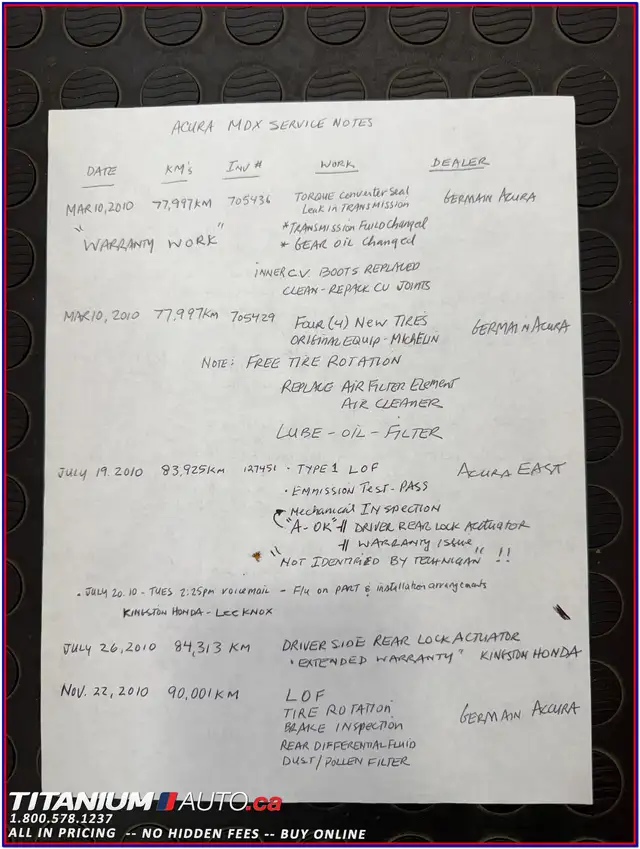 ACURA MDX SERVICE NOTES
DATE KM's INV # WORK DEALER
MAR 10, 2010 77,997 KM 705436 TORQUE Converter Seal GERMAIN ACURA
Leak in TRANSMISSION
*TRANSMISSION FUILD Changed
"WARRANTY WORK" * GEAR OIL Changed
INNER C.V. BOOTS REPLACED
CLEAN - REPACK CV JOINTS
MAR 10, 2010 77,997 KM 705429 FOUR (4) NEW TIRES GERMAIN ACURA
ORIGINAL EQUIP - MICHELIN
NOTE: FREE TIRE ROTATION
REPLACE AIR FILTER ELEMENT
AIR CLEANER
LUBE - OIL - FILTER
JULY 19. 2010 83,925 KM 127451 • TYPE 1 LOF ACURA EAST
• EMMISSION TEST - PASS
Mechanical INSPECTION
"A-OK" # DRIVER REAR LOCK ACTUATOR
# WARRANTY ISSUE
* "NOT IDENTIFIED BY TECHNICIAN" !!
• JULY 20. 10 - TUES 2:25pm voicemail - F/u on PART & installation arrangements
KINGSTON HONDA - LEE KNOX
JULY 26, 2010 84,313 KM DRIVER SIDE REAR LOCK ACTUATOR
"EXTENDED WARRANTY" KINGSTON HONDA
NOV. 22, 2010 90,001 KM LOF
TIRE ROTATION GERMAIN ACCURA
BRAKE INSPECTION
REAR DIFFERENTIAL FLUID
DUST/POLLEN FILTER
TITANIUM AUTO.ca
1.800.578.1237
ALL IN PRICING -- NO HIDDEN FEES -- BUY ONLINE